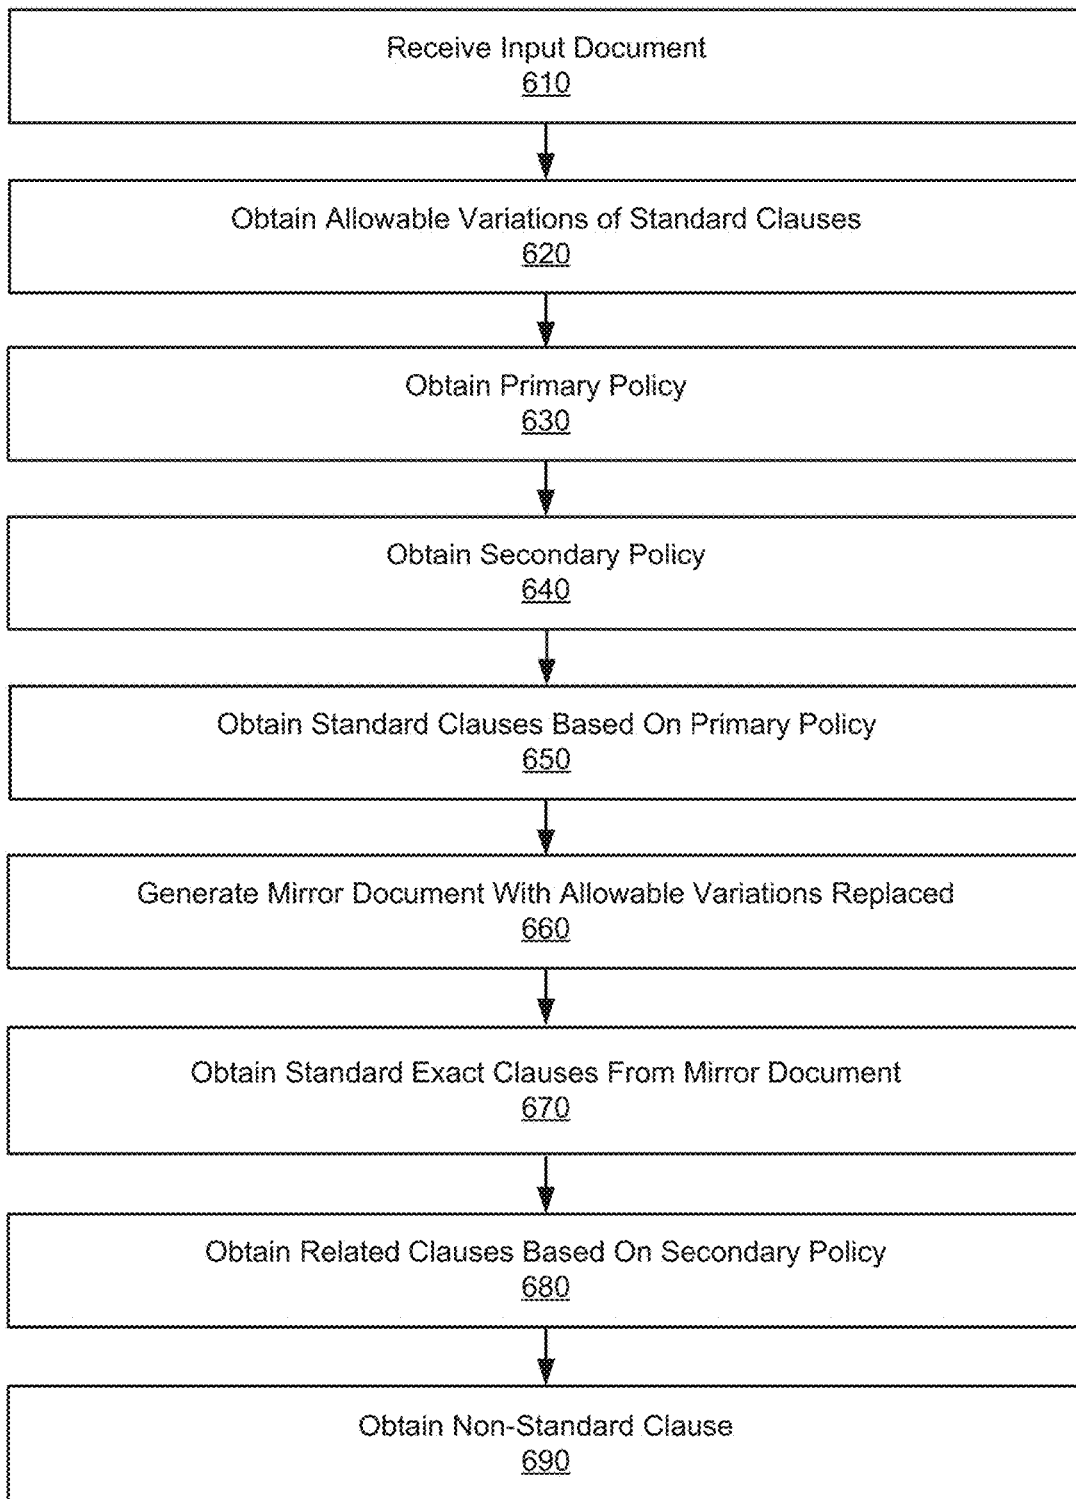 Receive Input Document
610
Obtain Allowable Variations of Standard Clauses
620
Obtain Primary Policy
630
Obtain Secondary Policy
640
Obtain Standard Clauses Based On Primary Policy
650
Generate Mirror Document With Allowable Variations Replaced
660
Obtain Standard Exact Clauses From Mirror Document
670
Obtain Related Clauses Based On Secondary Policy
680
Obtain Non-Standard Clause
690